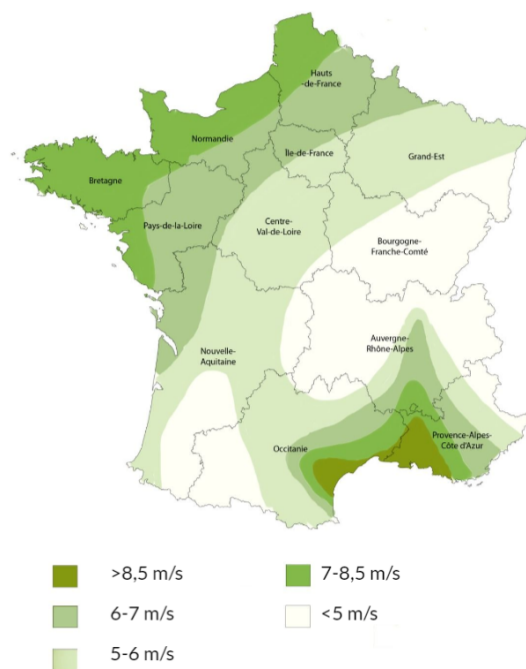 Hauts
-de-France
Normandie
Île-de-France
Grand-Est
Bretagne
Pays-de-la-Loire
Centre-
Val-de-Loire
Bourgogne-
Franche-Comté
Nouvelle-
Aquitaine
Auvergne-
Rhône-Alpes
Occitanie
Provence-Alpes-
Côte d'Azur
>8,5 m/s
7-8,5 m/s
6-7 m/s
<5 m/s
5-6 m/s